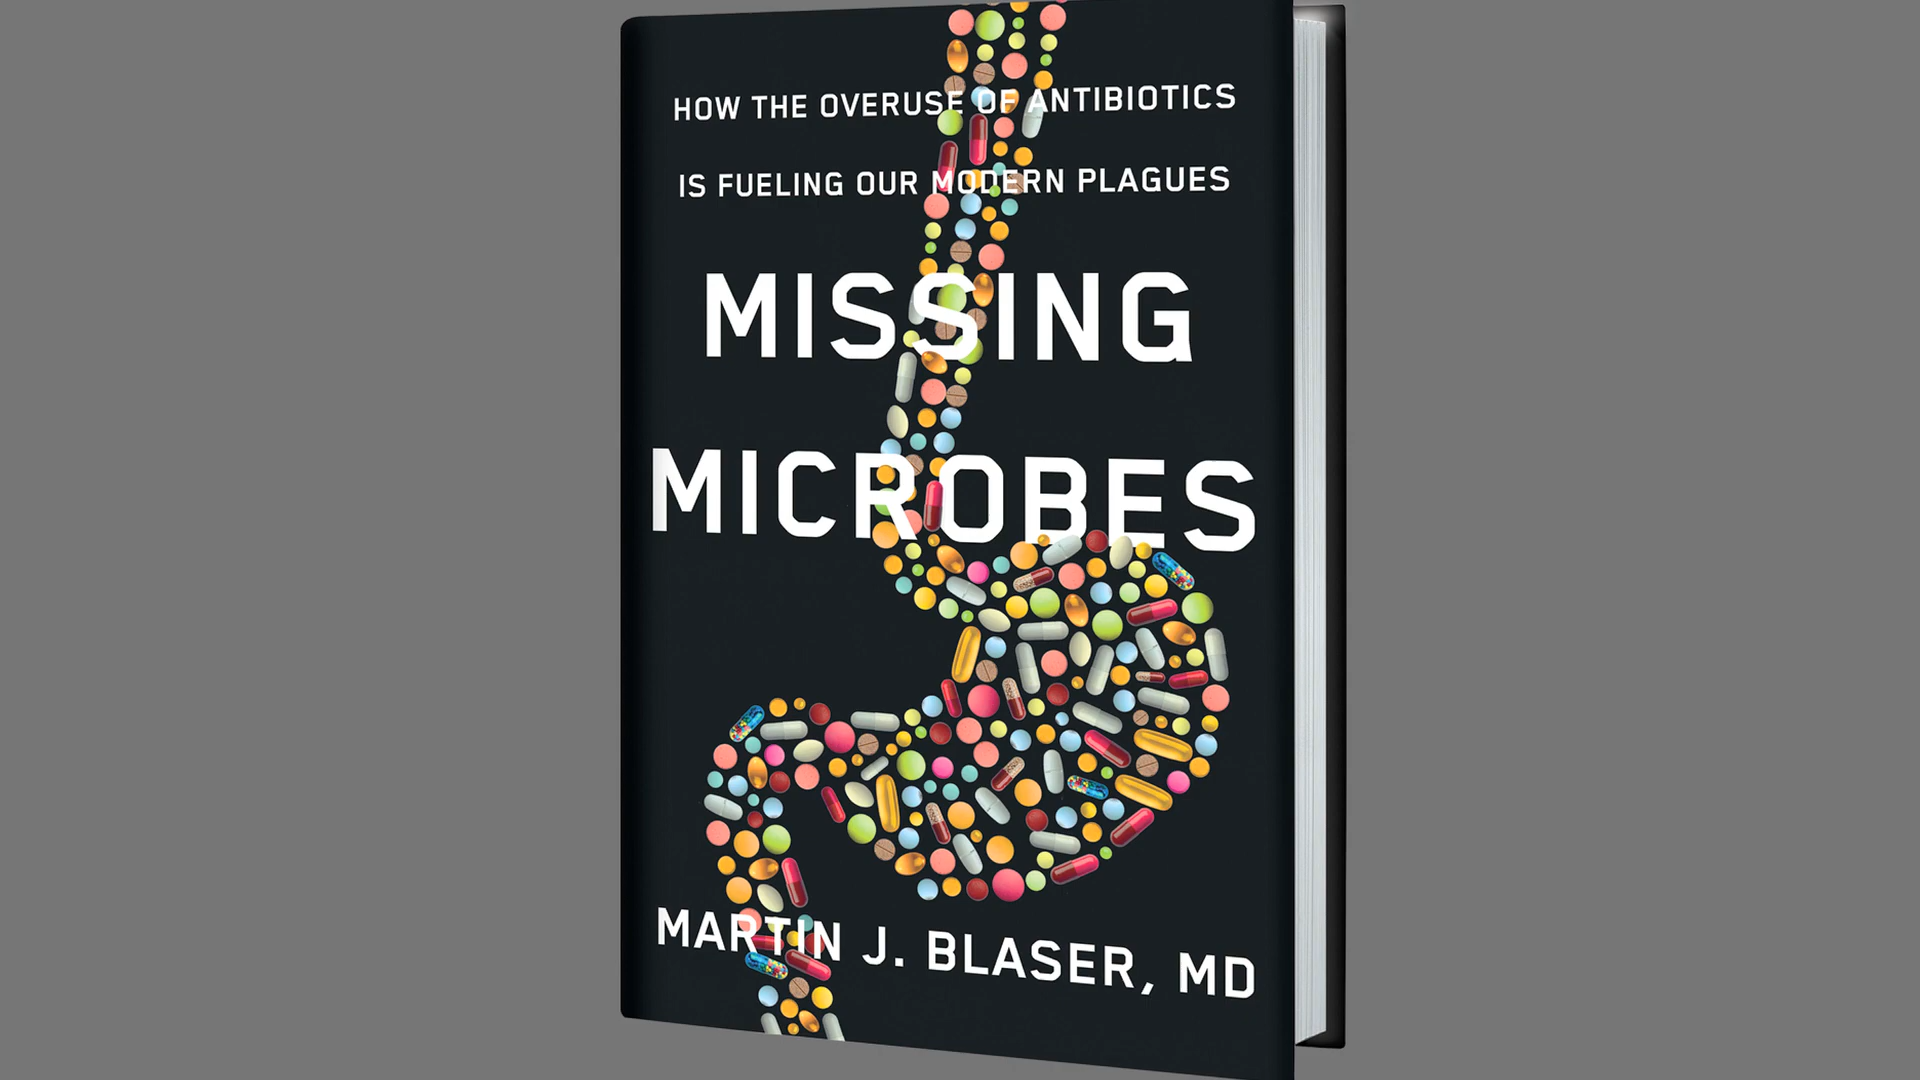 HOW THE OVERUSE OF ANTIBIOTICS
IS FUELING OUR MODERN PLAGUES
MISSING
MICROBES
MARTIN J. BLASER, MD